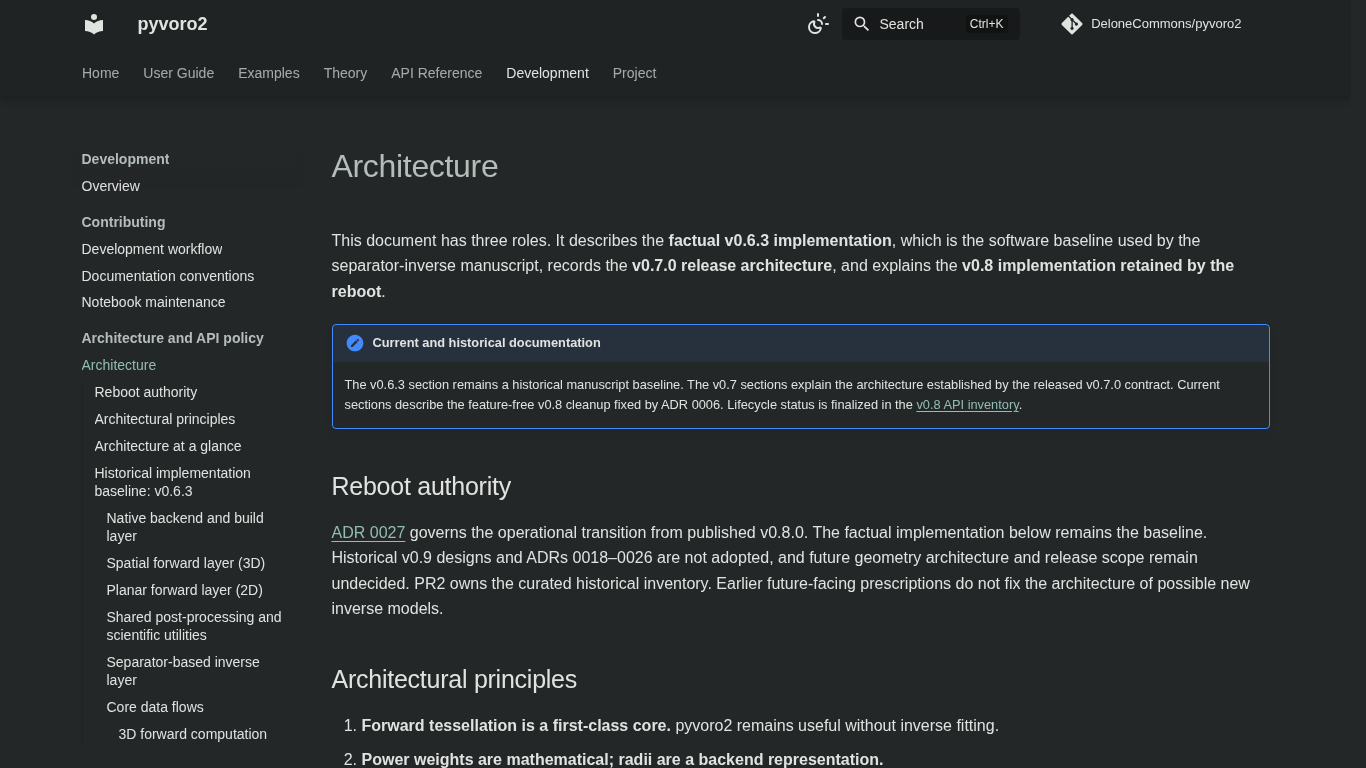 pyvoro2
Search
Ctrl+K
DeloneCommons/pyvoro2
Home
User Guide
Examples
Theory
API Reference
Development
Project
Development
Overview
Contributing
Development workflow
Documentation conventions
Notebook maintenance
Architecture and API policy
Architecture
Reboot authority
Architectural principles
Architecture at a glance
Historical implementation
baseline: v0.6.3
Native backend and build
layer
Spatial forward layer (3D)
Planar forward layer (2D)
Shared post-processing and
scientific utilities
Separator-based inverse
layer
Core data flows
3D forward computation
Architecture
This document has three roles. It describes the factual v0.6.3 implementation, which is the software baseline used by the
separator-inverse manuscript, records the v0.7.0 release architecture, and explains the v0.8 implementation retained by the
reboot.
Current and historical documentation
The v0.6.3 section remains a historical manuscript baseline. The v0.7 sections explain the architecture established by the released v0.7.0 contract. Current
sections describe the feature-free v0.8 cleanup fixed by ADR 0006. Lifecycle status is finalized in the v0.8 API inventory.
Reboot authority
ADR 0027 governs the operational transition from published v0.8.0. The factual implementation below remains the baseline.
Historical v0.9 designs and ADRs 0018–0026 are not adopted, and future geometry architecture and release scope remain
undecided. PR2 owns the curated historical inventory. Earlier future-facing prescriptions do not fix the architecture of possible new
inverse models.
Architectural principles
1. Forward tessellation is a first-class core. pyvoro2 remains useful without inverse fitting.
2. Power weights are mathematical; radii are a backend representation.